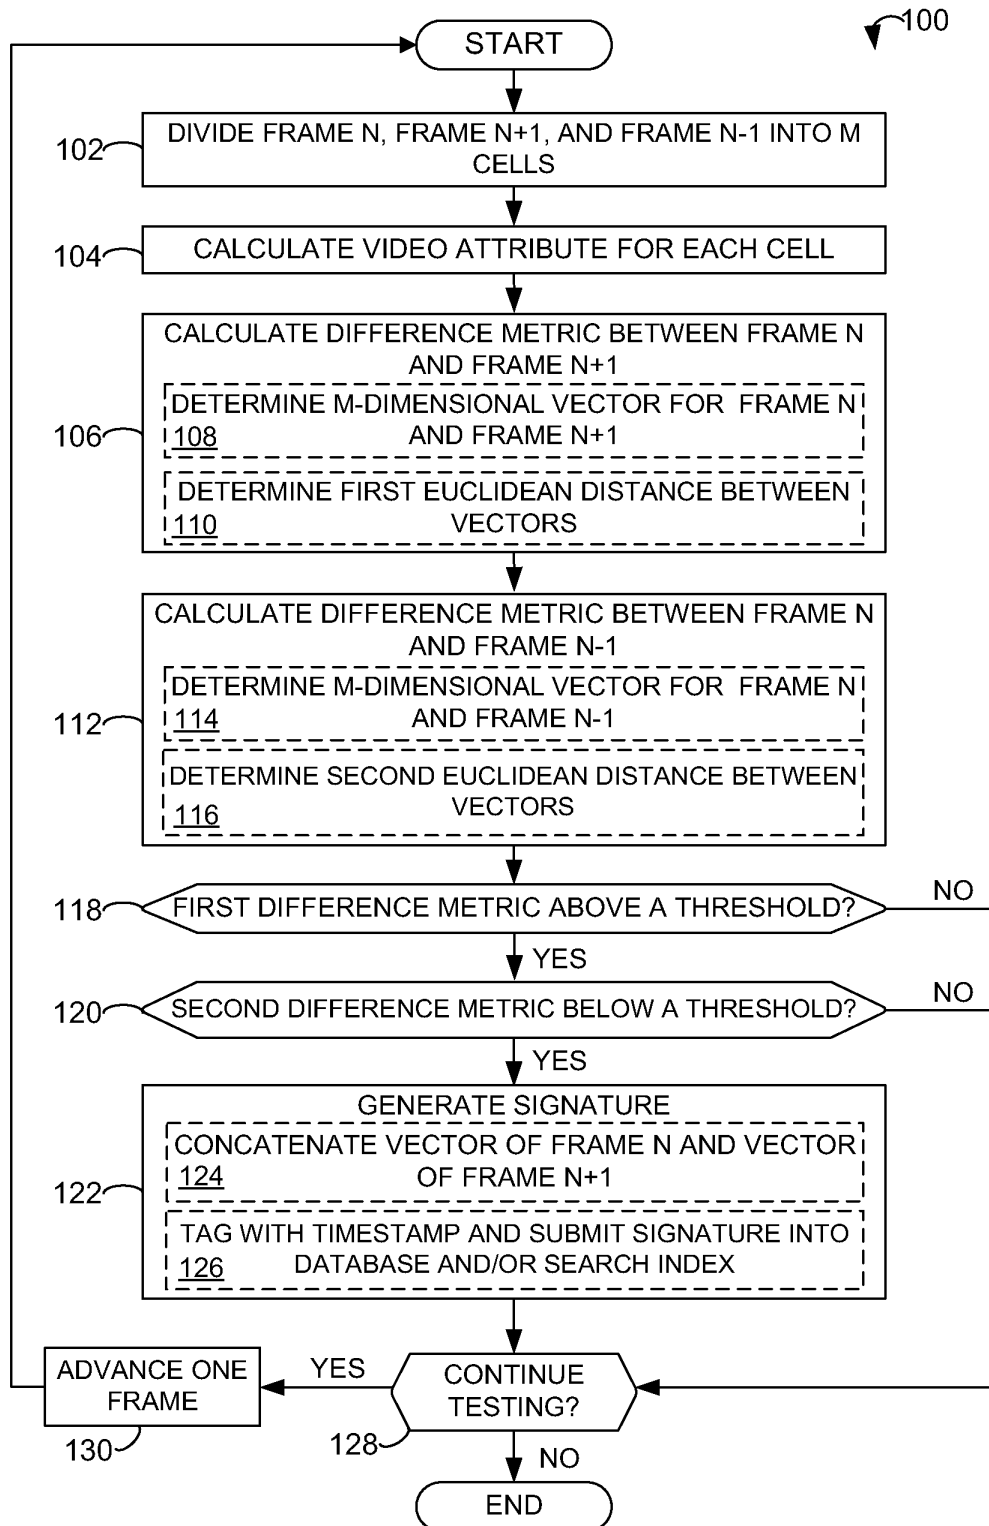 100
START
102
DIVIDE FRAME N, FRAME N+1, AND FRAME N-1 INTO M
CELLS
104
CALCULATE VIDEO ATTRIBUTE FOR EACH CELL
CALCULATE DIFFERENCE METRIC BETWEEN FRAME N
AND FRAME N+1
106
DETERMINE M-DIMENSIONAL VECTOR FOR FRAME N
108 AND FRAME N+1
DETERMINE FIRST EUCLIDEAN DISTANCE BETWEEN
110 VECTORS
CALCULATE DIFFERENCE METRIC BETWEEN FRAME N
AND FRAME N-1
112
DETERMINE M-DIMENSIONAL VECTOR FOR FRAME N
114 AND FRAME N-1
DETERMINE SECOND EUCLIDEAN DISTANCE BETWEEN
116 VECTORS
118
FIRST DIFFERENCE METRIC ABOVE A THRESHOLD?
NO
YES
120
SECOND DIFFERENCE METRIC BELOW A THRESHOLD?
NO
YES
GENERATE SIGNATURE
122
CONCATENATE VECTOR OF FRAME N AND VECTOR
124 OF FRAME N+1
TAG WITH TIMESTAMP AND SUBMIT SIGNATURE INTO
126 DATABASE AND/OR SEARCH INDEX
ADVANCE ONE
FRAME
130
YES
CONTINUE
TESTING?
128
NO
END